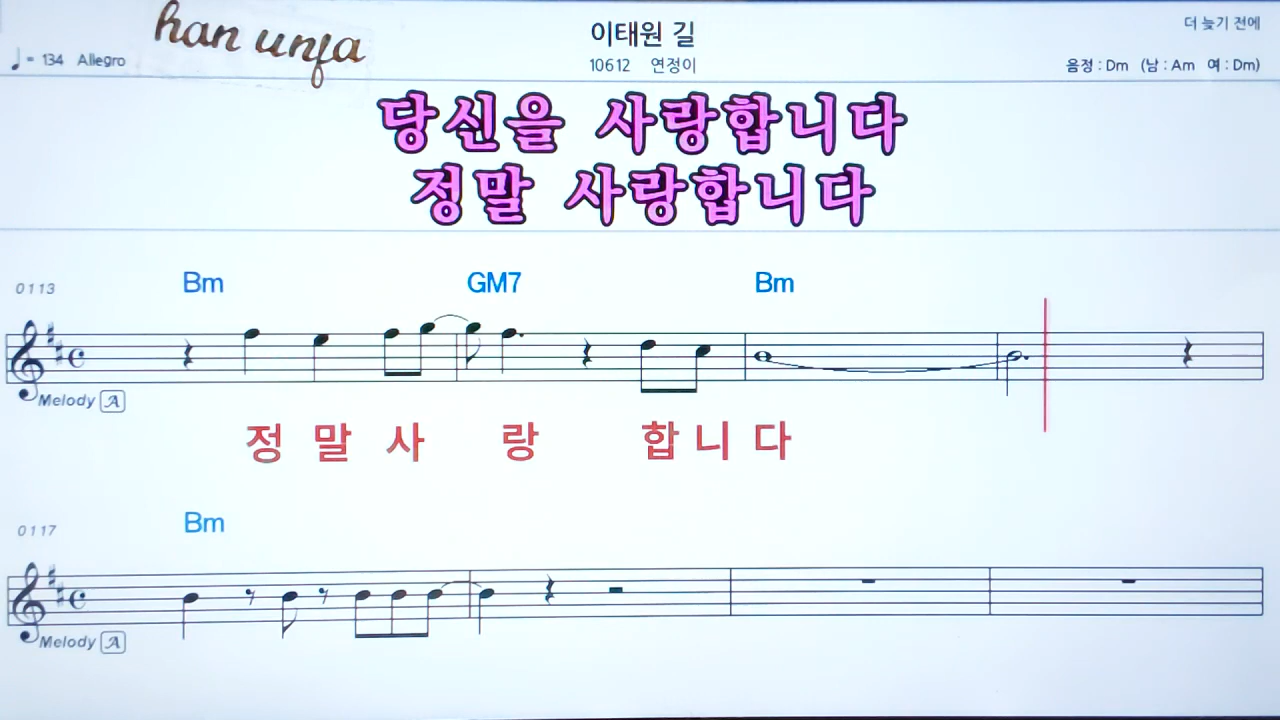 han unfa
이태원 길
더 늦기 전에
♩= 134 Allegro
10612 연정이
음정 : Dm (남 : Am 여 : Dm)
당신을 사랑합니다
정말 사랑합니다
0113
Bm GM7 Bm
Melody A
정 말 사 랑 합 니 다
0117
Bm
Melody A